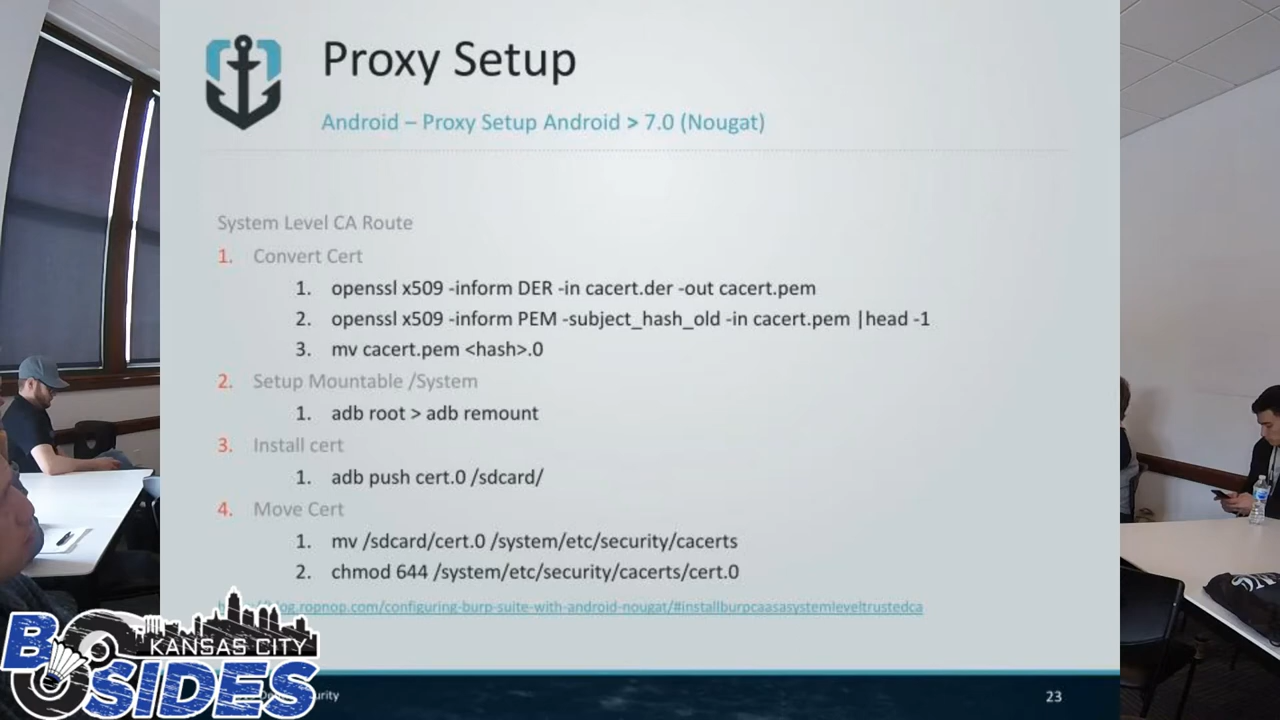 Proxy Setup
Android – Proxy Setup Android > 7.0 (Nougat)
System Level CA Route
1. Convert Cert
1. openssl x509 -inform DER -in cacert.der -out cacert.pem
2. openssl x509 -inform PEM -subject_hash_old -in cacert.pem |head -1
3. mv cacert.pem <hash>.0
2. Setup Mountable /System
1. adb root > adb remount
3. Install cert
1. adb push cert.0 /sdcard/
4. Move Cert
1. mv /sdcard/cert.0 /system/etc/security/cacerts
2. chmod 644 /system/etc/security/cacerts/cert.0
.ropnop.com/configuring-burp-suite-with-android-nougat/#installburpcaasasystemleveltrustedca
KANSAS CITY
BSIDES
23